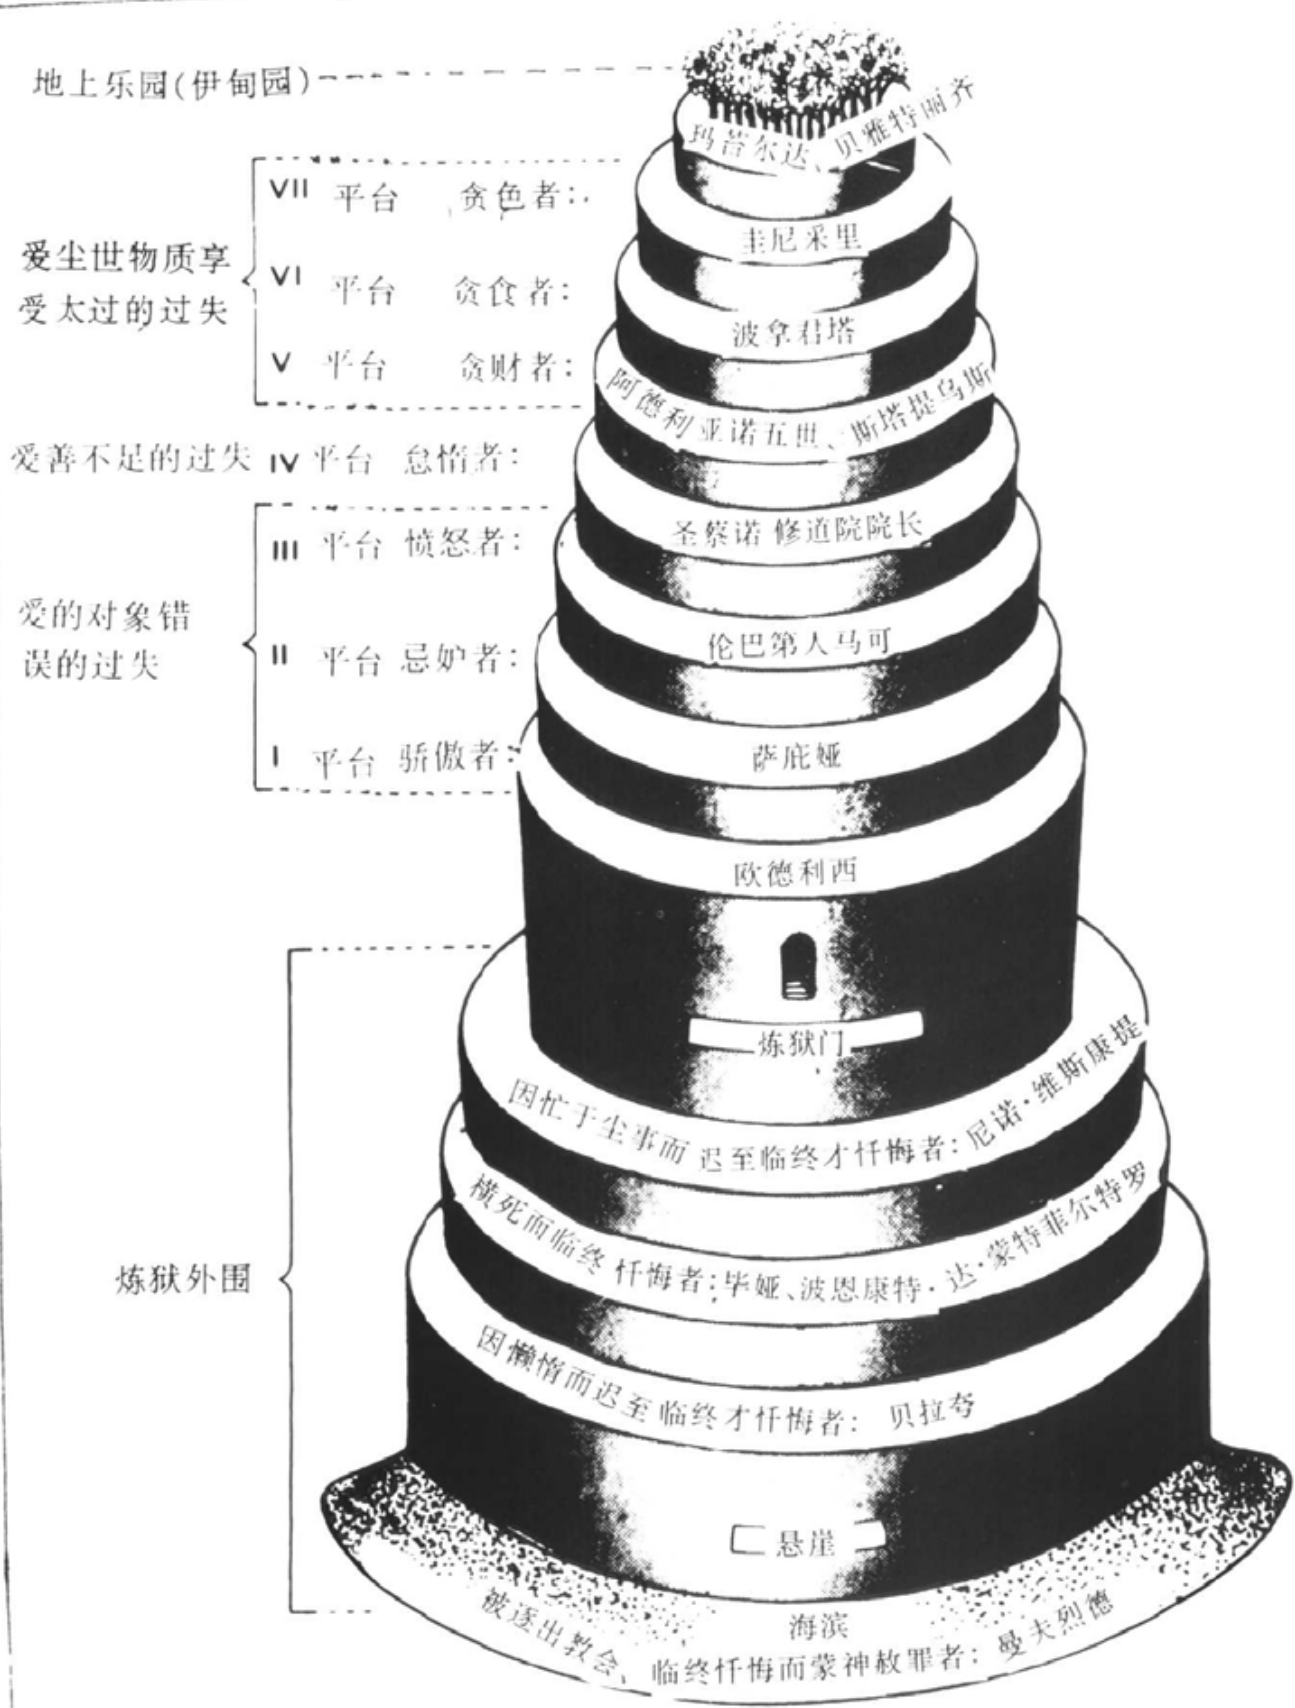 地上乐园(伊甸园)
玛苔尔达、贝雅特丽齐
VII 平台 贪色者:
圭尼采里
爱尘世物质享
受太过的过失
VI 平台 贪食者:
波拿君塔
V 平台 贪财者:
阿德利亚诺五世、斯塔提乌斯
爱善不足的过失 IV 平台 怠惰者:
圣察诺修道院院长
III 平台 愤怒者:
伦巴第人马可
爱的对象错
误的过失
II 平台 忌妒者:
萨庇娅
I 平台 骄傲者:
欧德利西
炼狱门
因忙于尘事而迟至临终才忏悔者:尼诺·维斯康提
横死而临终忏悔者:毕娅、波恩康特·达·蒙特菲尔特罗
炼狱外围
因懒惰而迟至临终才忏悔者: 贝拉夸
悬崖
海滨
被逐出教会、临终忏悔而蒙神赦罪者:曼夫烈德